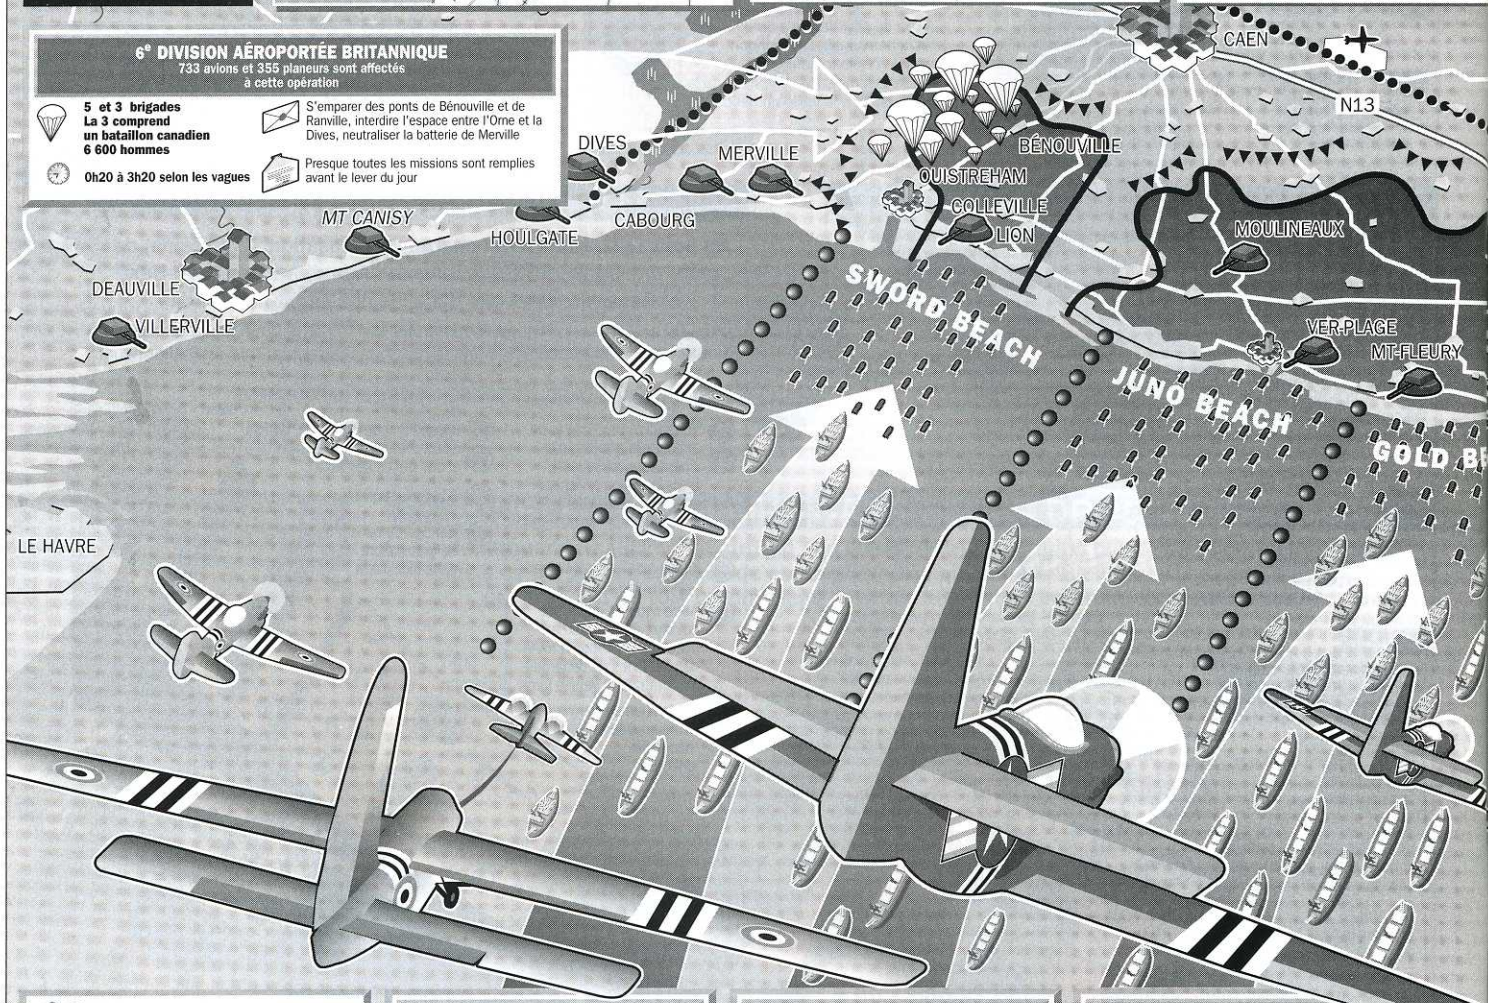 6e DIVISION AÉROPORTÉE BRITANNIQUE
733 avions et 355 planeurs sont affectés
à cette opération
5 et 3 brigades
La 3 comprend
un bataillon canadien
6 600 hommes
0h20 à 3h20 selon les vagues
S'emparer des ponts de Bénouville et de
Ranville, interdire l'espace entre l'Orne et la
Dives, neutraliser la batterie de Merville
Presque toutes les missions sont remplies
avant le lever du jour
CAEN
N13
DIVES
MERVILLE
BÉNOUVILLE
OUISTREHAM
MT CANISY
HOULGATE
CABOURG
COLLEVILLE
LION
MOULINEAUX
DEAUVILLE
VILLERVILLE
SWORD BEACH
VER-PLAGE
MT-FLEURY
JUNO BEACH
GOLD BE
LE HAVRE